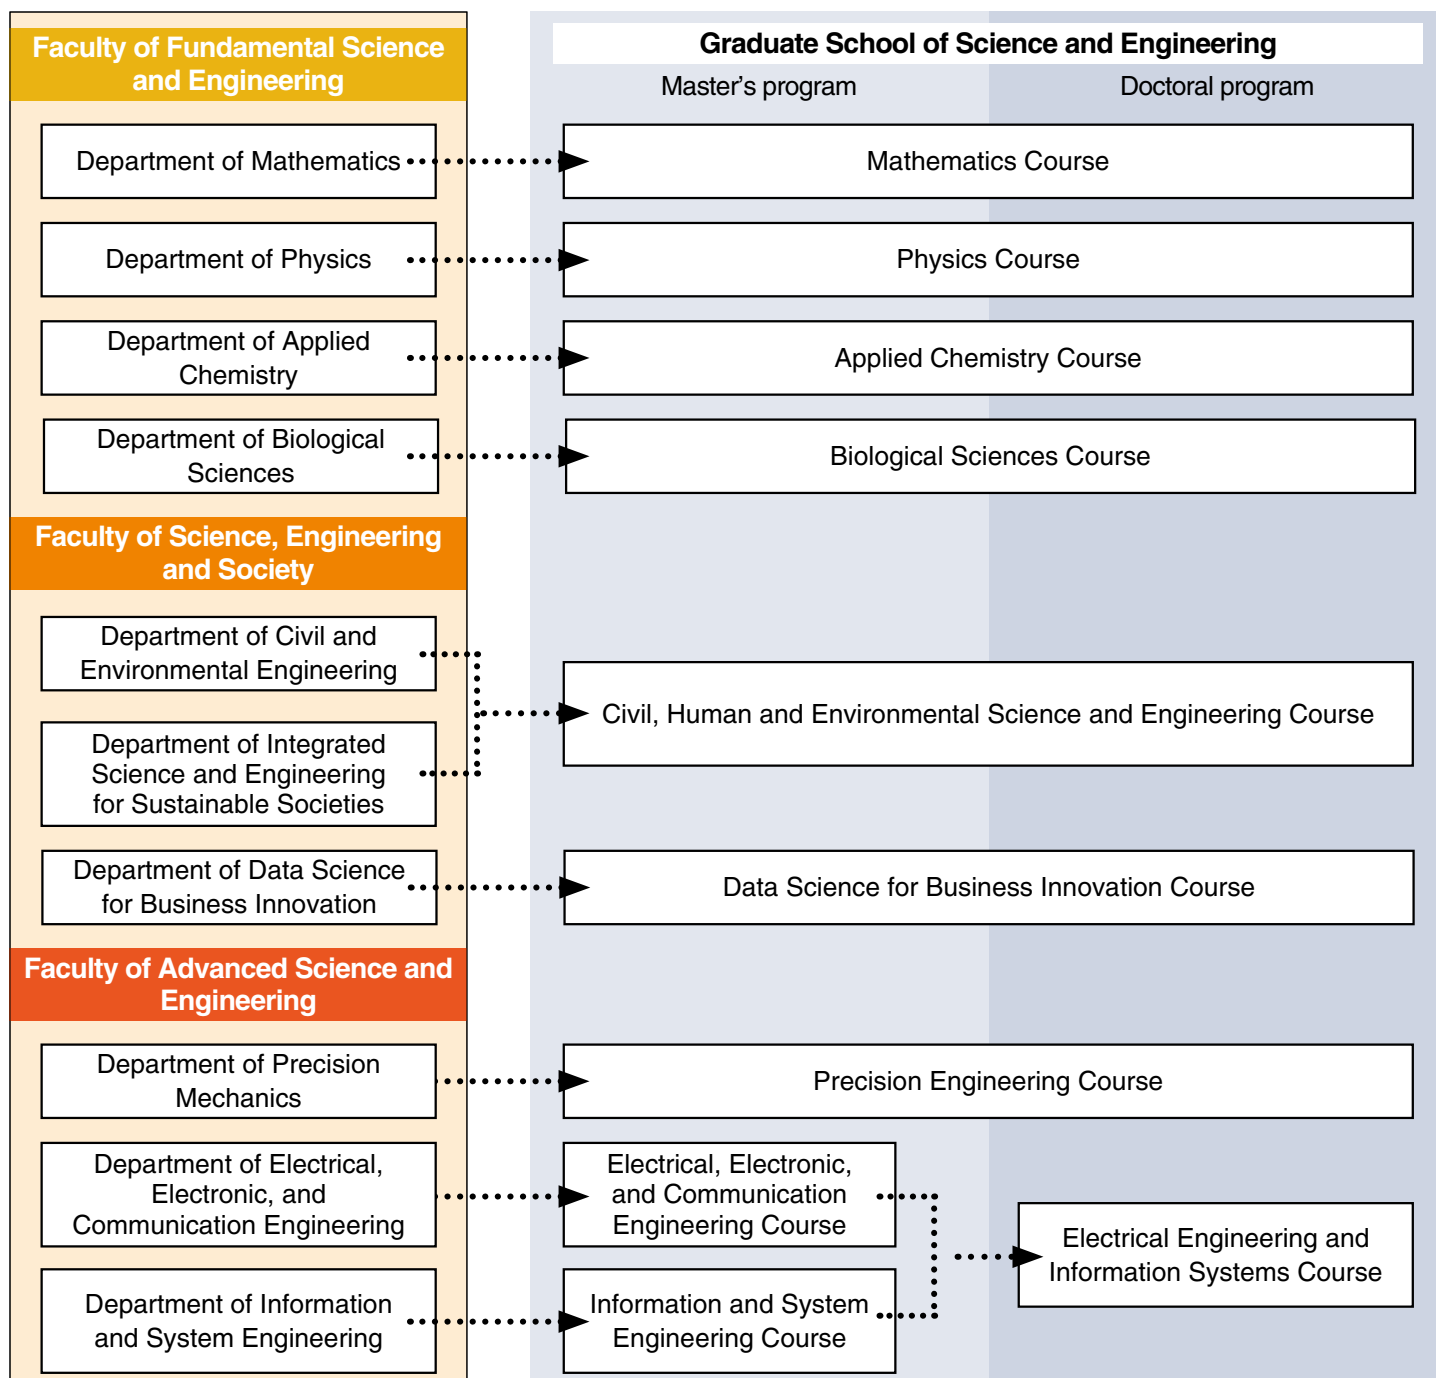 Faculty of Fundamental Science
and Engineering
Graduate School of Science and Engineering
Master's program
Doctoral program
Department of Mathematics
Mathematics Course
Department of Physics
Physics Course
Department of Applied
Chemistry
Applied Chemistry Course
Department of Biological
Sciences
Biological Sciences Course
Faculty of Science, Engineering
and Society
Department of Civil and
Environmental Engineering
Department of Integrated
Science and Engineering
for Sustainable Societies
Civil, Human and Environmental Science and Engineering Course
Department of Data Science
for Business Innovation
Data Science for Business Innovation Course
Faculty of Advanced Science and
Engineering
Department of Precision
Mechanics
Precision Engineering Course
Department of Electrical,
Electronic, and
Communication Engineering
Electrical, Electronic,
and Communication
Engineering Course
Department of Information
and System Engineering
Information and System
Engineering Course
Electrical Engineering and
Information Systems Course